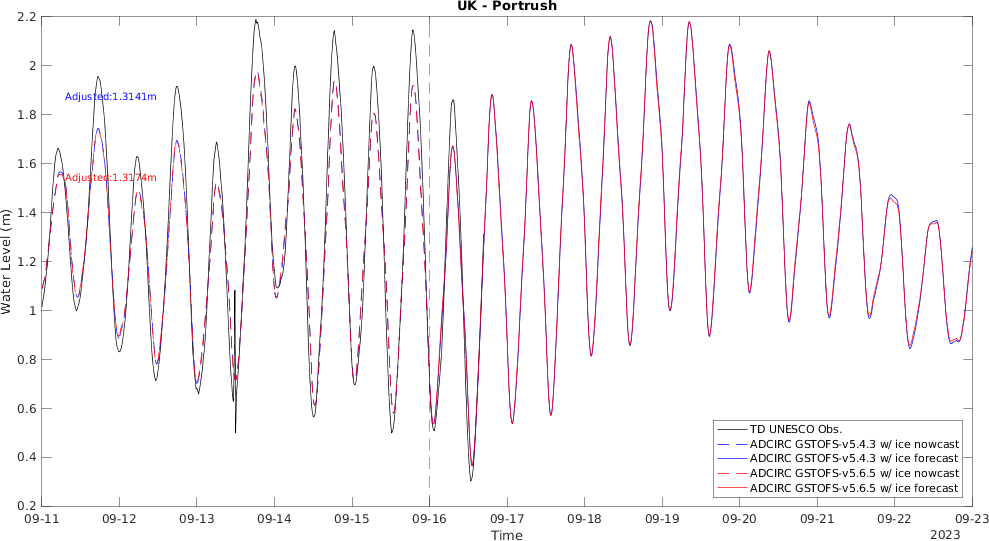 UK - Portrush
2.2
2
1.8
1.6
1.4
1.2
1
0.8
0.6
0.4
0.2
Water Level (m)
Adjusted:1.3141m
Adjusted:1.3174m
TD UNESCO Obs.
ADCIRC GSTOFS-v5.4.3 w/ ice nowcast
ADCIRC GSTOFS-v5.4.3 w/ ice forecast
ADCIRC GSTOFS-v5.6.5 w/ ice nowcast
ADCIRC GSTOFS-v5.6.5 w/ ice forecast
09-11 09-12 09-13 09-14 09-15 09-16 09-17 09-18 09-19 09-20 09-21 09-22 09-23
Time
2023